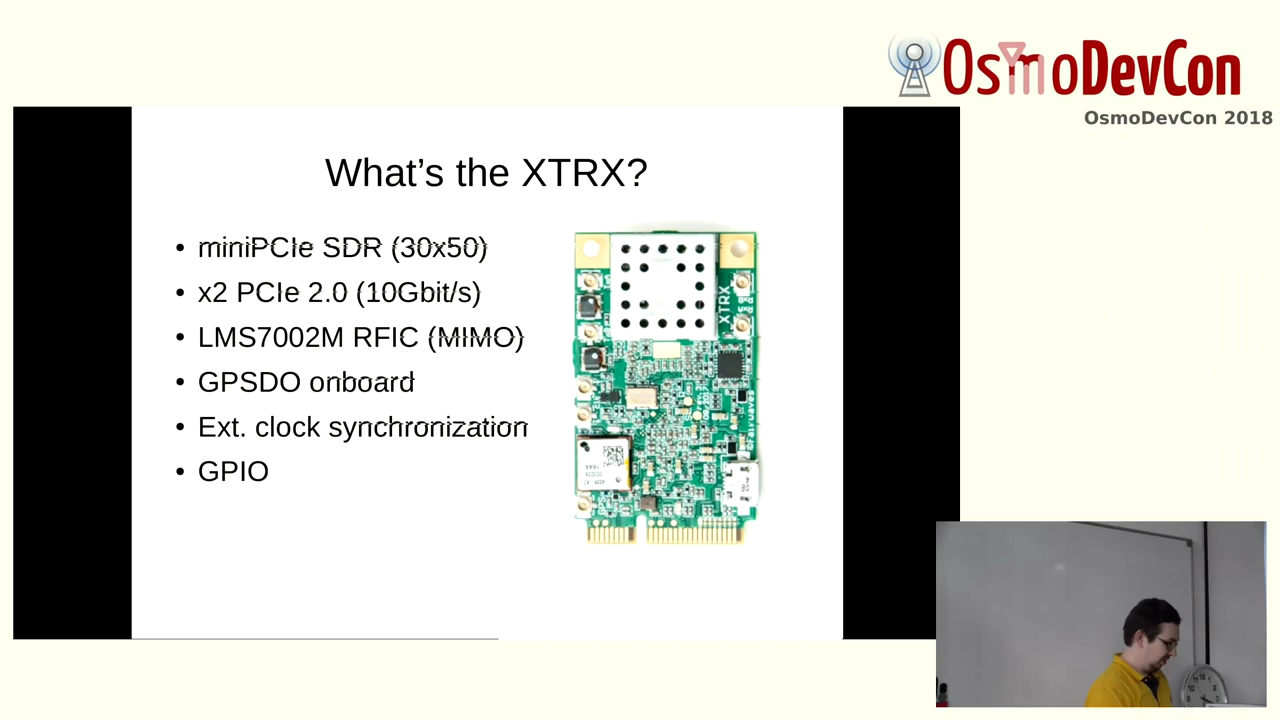 OsmoDevCon
OsmoDevCon 2018
What's the XTRX?
• miniPCIe SDR (30x50)
• x2 PCIe 2.0 (10Gbit/s)
• LMS7002M RFIC (MIMO)
• GPSDO onboard
• Ext. clock synchronization
• GPIO
XTRX